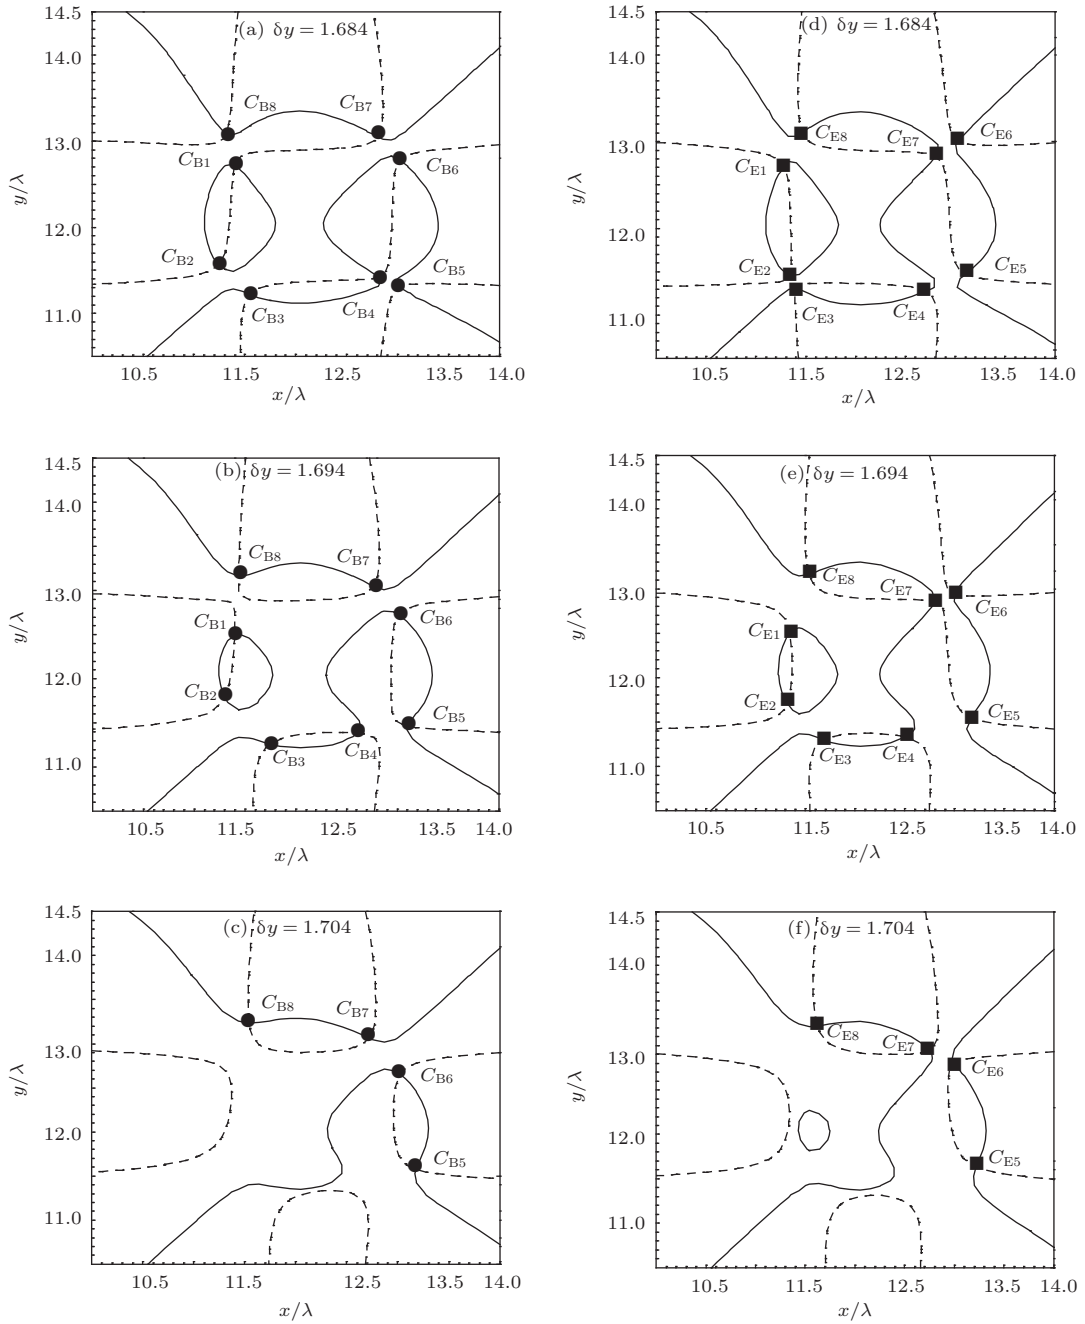 (a) δy = 1.684
14.5
14.0
13.0
12.0
11.0
y/λ
C_B8
C_B7
C_B1
C_B6
C_B2
C_B5
C_B3
C_B4
10.5 11.5 12.5 13.5 14.0
x/λ
(d) δy = 1.684
14.5
14.0
13.0
12.0
11.0
y/λ
C_E8
C_E7
C_E6
C_E1
C_E2
C_E5
C_E3
C_E4
10.5 11.5 12.5 13.5 14.0
x/λ
(b) δy = 1.694
14.5
14.0
13.0
12.0
11.0
y/λ
C_B8
C_B7
C_B1
C_B6
C_B2
C_B5
C_B3
C_B4
10.5 11.5 12.5 13.5 14.0
x/λ
(e) δy = 1.694
14.5
14.0
13.0
12.0
11.0
y/λ
C_E8
C_E7
C_E6
C_E1
C_E2
C_E5
C_E3
C_E4
10.5 11.5 12.5 13.5 14.0
x/λ
(c) δy = 1.704
14.5
14.0
13.0
12.0
11.0
y/λ
C_B8
C_B7
C_B6
C_B5
10.5 11.5 12.5 13.5 14.0
x/λ
(f) δy = 1.704
14.5
14.0
13.0
12.0
11.0
y/λ
C_E8
C_E7
C_E6
C_E5
10.5 11.5 12.5 13.5 14.0
x/λ